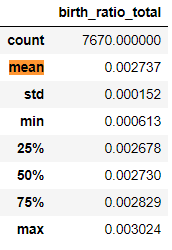 birth_ratio_total
count 7670.000000
mean 0.002737
std 0.000152
min 0.000613
25% 0.002678
50% 0.002730
75% 0.002829
max 0.003024